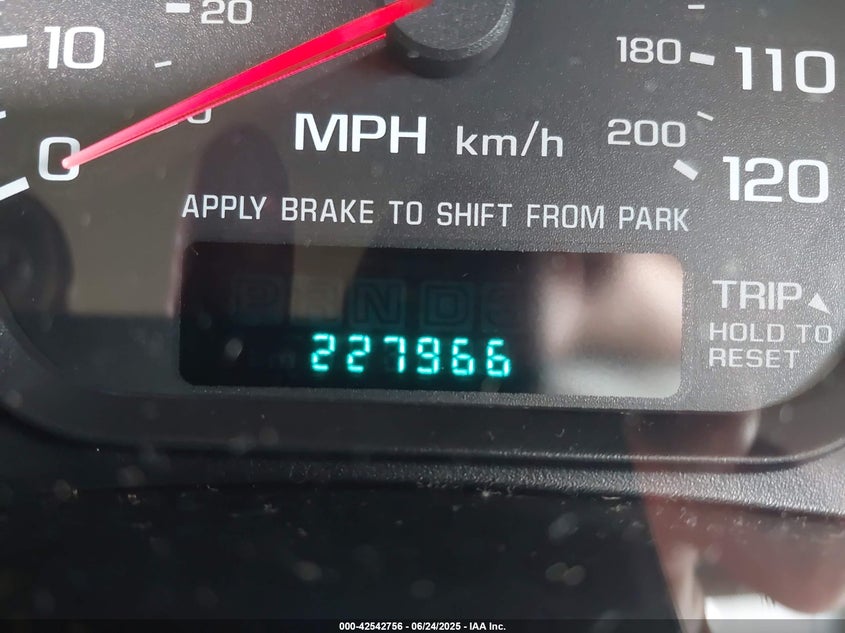 20
10
180
110
0
MPH km/h
200
120
APPLY BRAKE TO SHIFT FROM PARK
P R N D
TRIP
HOLD TO
RESET
227966
000-42542756 - 06/24/2025 - IAA Inc.